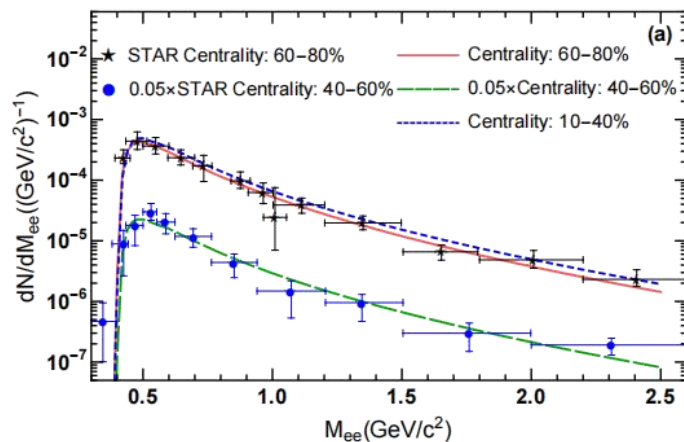 (a)
STAR Centrality: 60−80%
Centrality: 60−80%
0.05×STAR Centrality: 40−60%
0.05×Centrality: 40−60%
Centrality: 10−40%
dN/dM_ee((GeV/c²)⁻¹)
10⁻²
10⁻³
10⁻⁴
10⁻⁵
10⁻⁶
10⁻⁷
0.5 1.0 1.5 2.0 2.5
M_ee(GeV/c²)